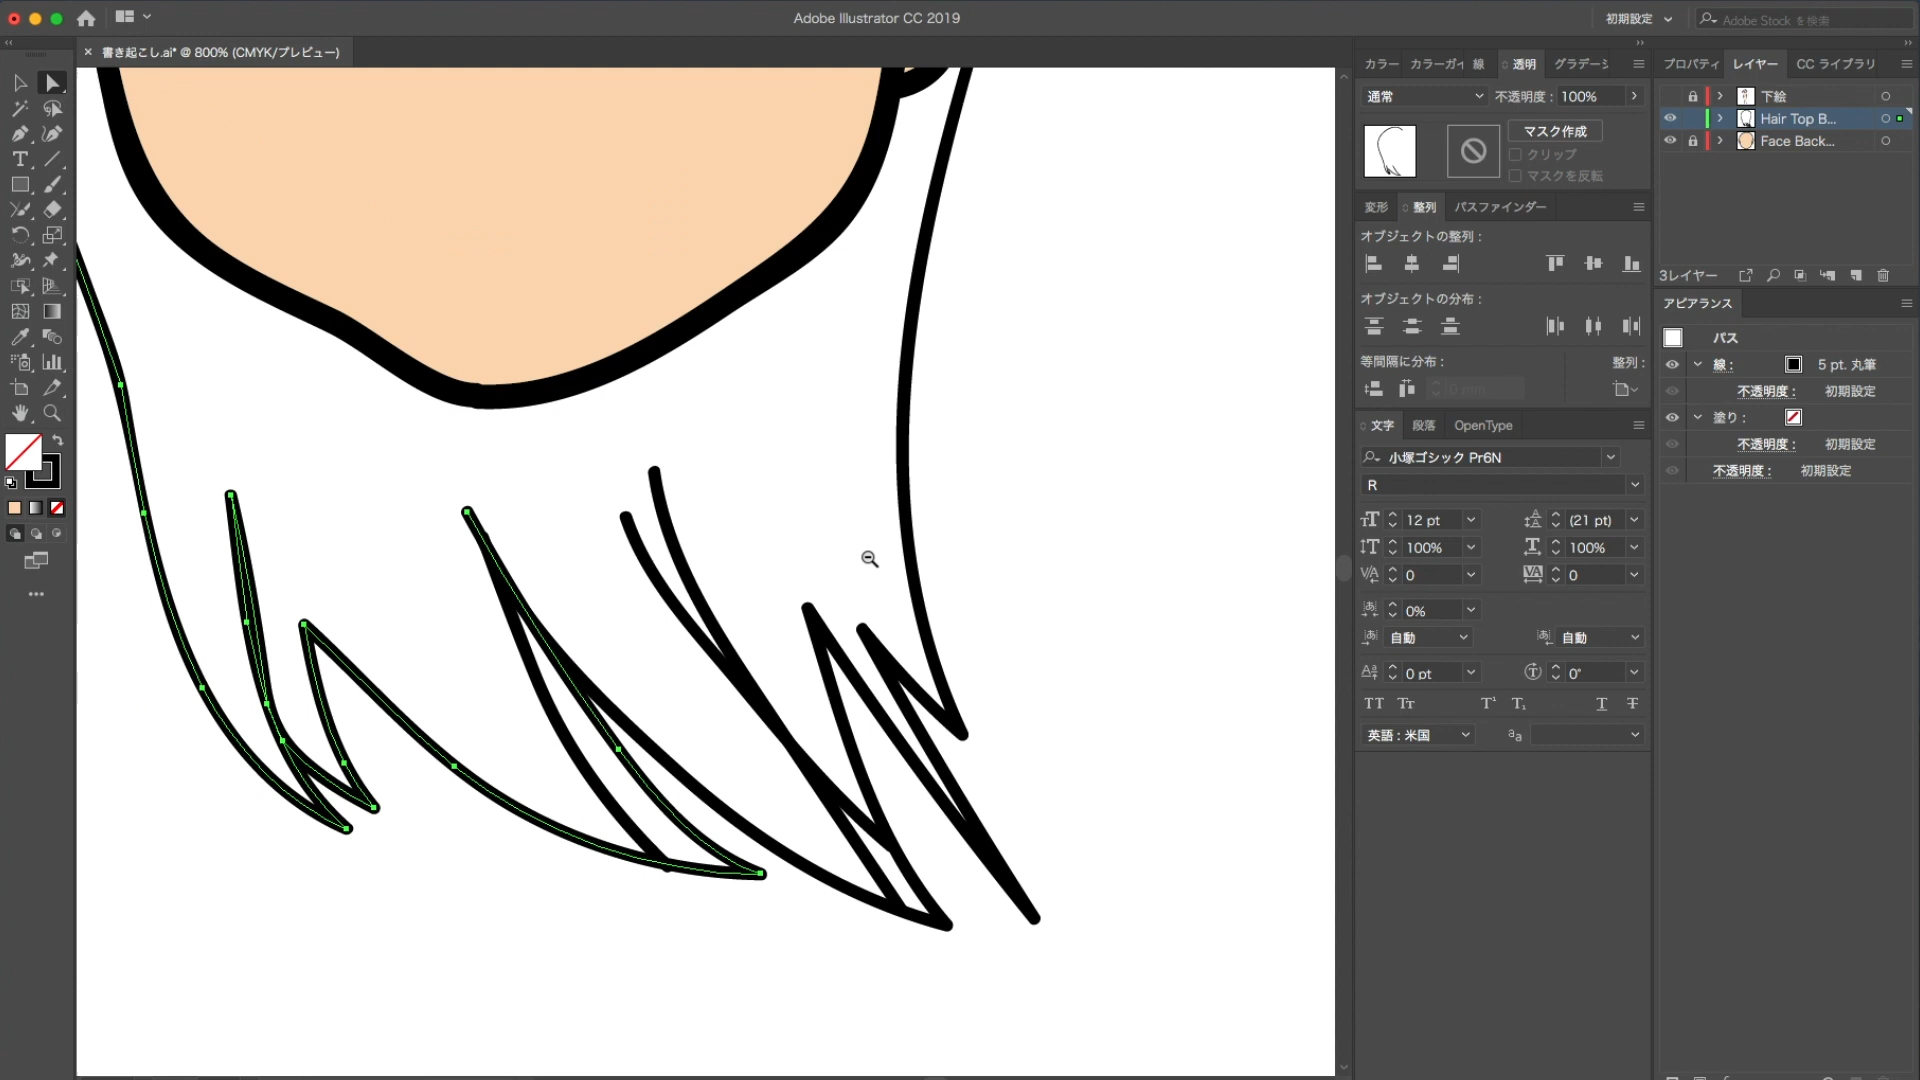 Adobe Illustrator CC 2019
初期設定
Adobe Stock を検索
× 書き起こし.ai* @ 800% (CMYK/プレビュー)
カラー カラーガイ 線 透明 グラデーシ
通常 不透明度 : 100%
マスク作成
クリップ
マスクを反転
変形 整列 パスファインダー
オブジェクトの整列 :
オブジェクトの分布 :
等間隔に分布 : 整列 :
0 mm
文字 段落 OpenType
小塚ゴシック Pr6N
R
12 pt (21 pt)
100% 100%
0 0
0%
自動 自動
0 pt 0°
英語 : 米国
プロパティ レイヤー CC ライブラリ
下絵
Hair Top B...
Face Back...
3レイヤー
アピアランス
パス
線 : 5 pt. 丸筆
不透明度 : 初期設定
塗り :
不透明度 : 初期設定
不透明度 : 初期設定